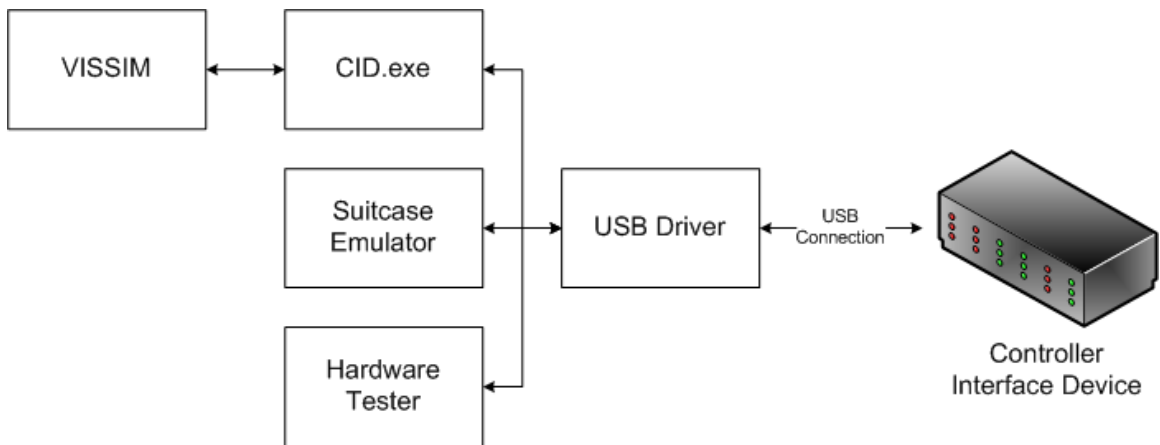 VISSIM
CID.exe
Suitcase
Emulator
USB Driver
USB
Connection
Hardware
Tester
Controller
Interface Device